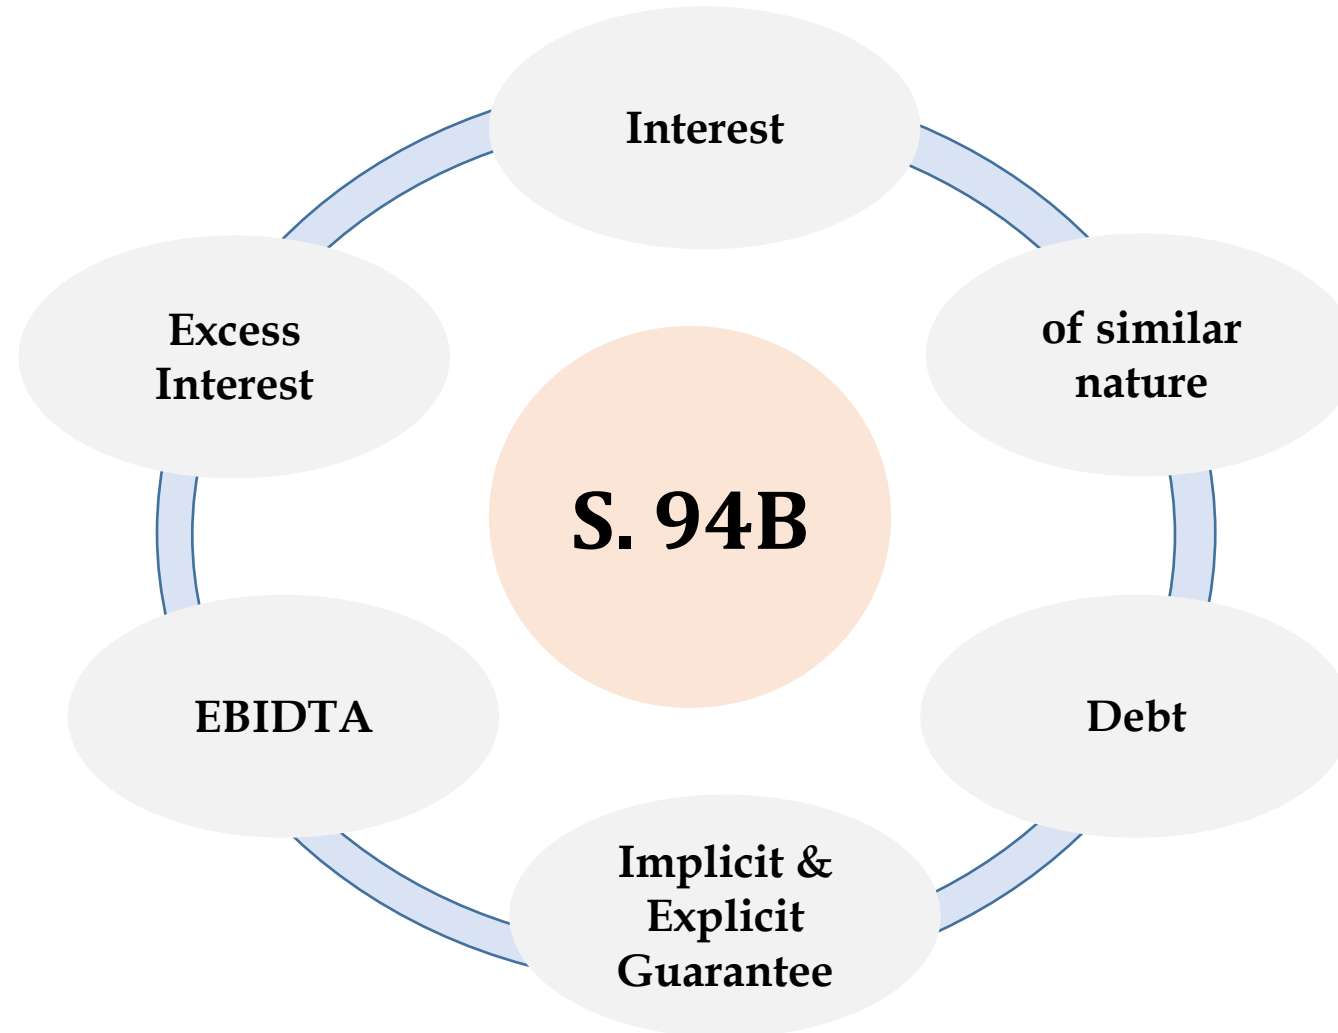 Interest
of similar
nature
Debt
Implicit &
Explicit
Guarantee
EBIDTA
Excess
Interest
S. 94B